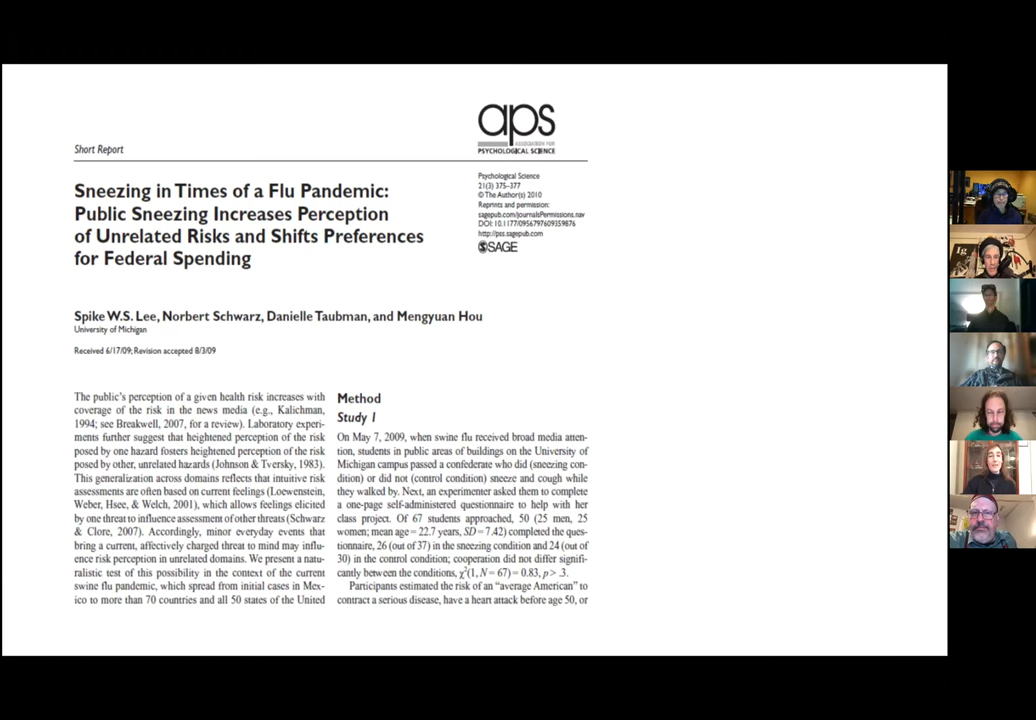 aps
ASSOCIATION FOR
PSYCHOLOGICAL SCIENCE
Short Report
Sneezing in Times of a Flu Pandemic:
Public Sneezing Increases Perception
of Unrelated Risks and Shifts Preferences
for Federal Spending
Psychological Science
21(3) 375–377
© The Author(s) 2010
Reprints and permission:
sagepub.com/journalsPermissions.nav
DOI: 10.1177/0956797609359876
http://pss.sagepub.com
SAGE
Spike W.S. Lee, Norbert Schwarz, Danielle Taubman, and Mengyuan Hou
University of Michigan
Received 6/17/09; Revision accepted 8/3/09
The public's perception of a given health risk increases with
coverage of the risk in the news media (e.g., Kalichman,
1994; see Breakwell, 2007, for a review). Laboratory experi-
ments further suggest that heightened perception of the risk
posed by one hazard fosters heightened perception of the risk
posed by other, unrelated hazards (Johnson & Tversky, 1983).
This generalization across domains reflects that intuitive risk
assessments are often based on current feelings (Loewenstein,
Weber, Hsee, & Welch, 2001), which allows feelings elicited
by one threat to influence assessment of other threats (Schwarz
& Clore, 2007). Accordingly, minor everyday events that
bring a current, affectively charged threat to mind may influ-
ence risk perception in unrelated domains. We present a natu-
ralistic test of this possibility in the context of the current
swine flu pandemic, which spread from initial cases in Mex-
ico to more than 70 countries and all 50 states of the United
Method
Study 1
On May 7, 2009, when swine flu received broad media atten-
tion, students in public areas of buildings on the University of
Michigan campus passed a confederate who did (sneezing con-
dition) or did not (control condition) sneeze and cough while
they walked by. Next, an experimenter asked them to complete
a one-page self-administered questionnaire to help with her
class project. Of 67 students approached, 50 (25 men, 25
women; mean age = 22.7 years, SD = 7.42) completed the ques-
tionnaire, 26 (out of 37) in the sneezing condition and 24 (out of
30) in the control condition; cooperation did not differ signifi-
cantly between the conditions, χ²(1, N = 67) = 0.83, p > .3.
Participants estimated the risk of an "average American" to
contract a serious disease, have a heart attack before age 50, or
Ig